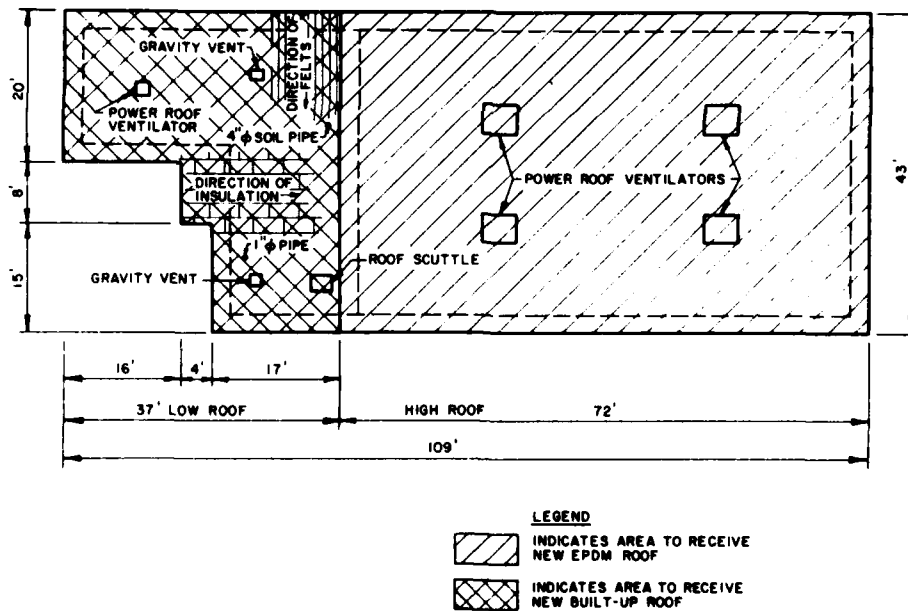 GRAVITY VENT
DIRECTION OF
FELTS
POWER ROOF
VENTILATOR
4"φ SOIL PIPE
20'
8'
15'
43'
DIRECTION OF
INSULATION
POWER ROOF VENTILATORS
1"φ PIPE
GRAVITY VENT
ROOF SCUTTLE
16'
4'
17'
37' LOW ROOF
HIGH ROOF
72'
109'
LEGEND
INDICATES AREA TO RECEIVE
NEW EPDM ROOF
INDICATES AREA TO RECEIVE
NEW BUILT-UP ROOF